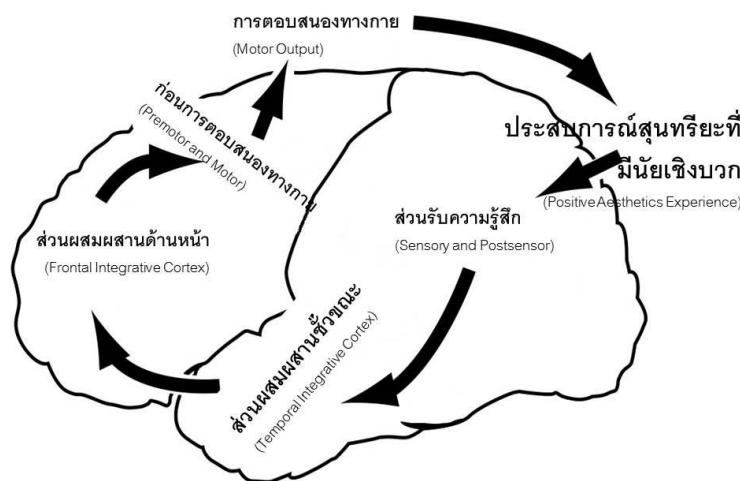 การตอบสนองทางกาย
(Motor Output)
ก่อนการตอบสนองทางกาย
(Premotor and Motor)
ประสบการณ์สุนทรียะที่
มีนัยเชิงบวก
(Positive Aesthetics Experience)
ส่วนรับความรู้สึก
(Sensory and Postsensor)
ส่วนผสมผสานด้านหน้า
(Frontal Integrative Cortex)
ส่วนผสมผสานชั่วขณะ
(Temporal Integrative Cortex)